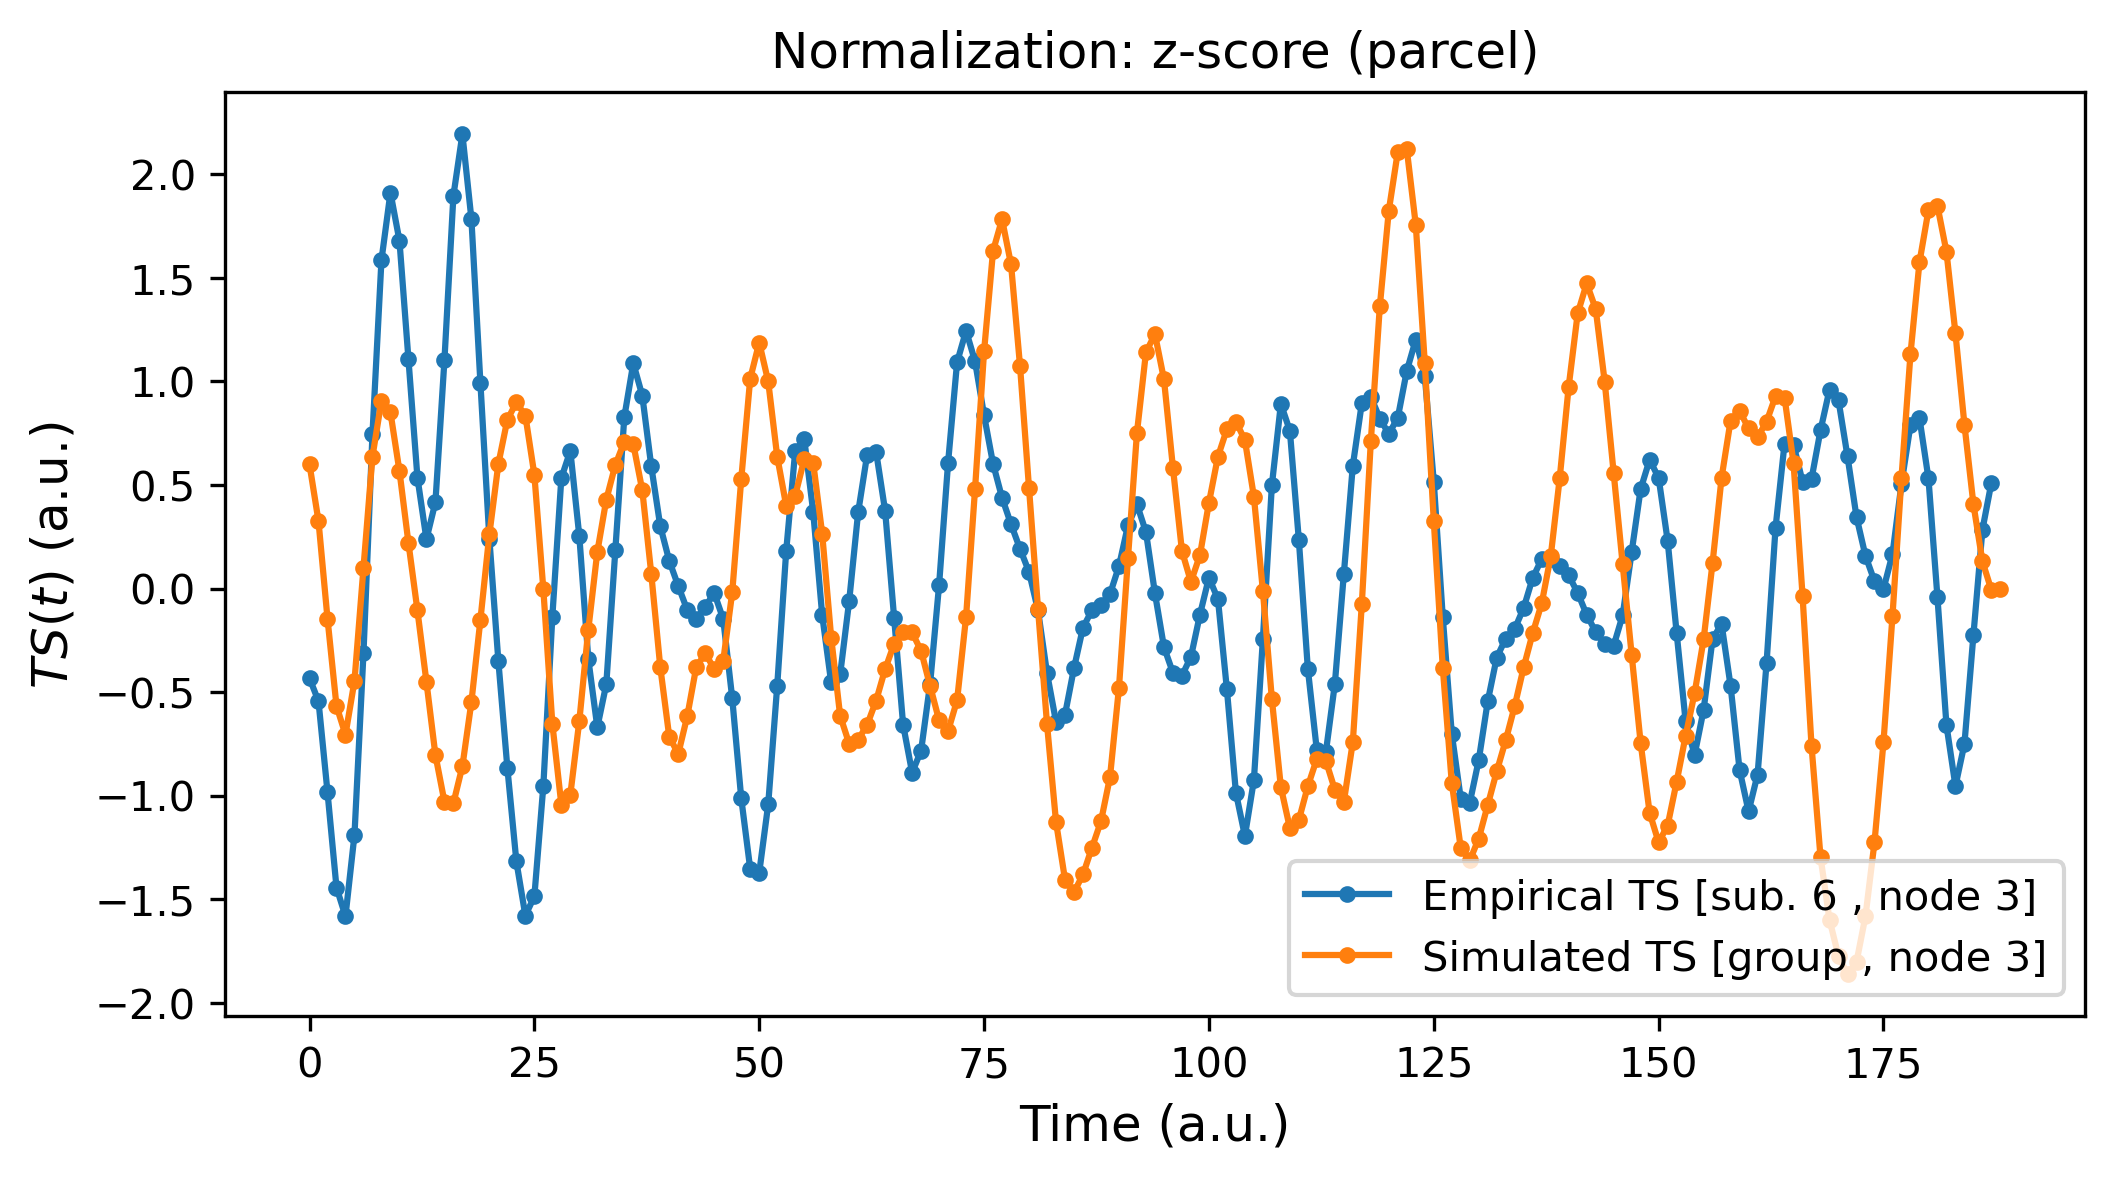 Normalization: z-score (parcel)
TS(t) (a.u.)
2.0
1.5
1.0
0.5
0.0
−0.5
−1.0
−1.5
−2.0
Empirical TS [sub. 6 , node 3]
Simulated TS [group , node 3]
0 25 50 75 100 125 150 175
Time (a.u.)